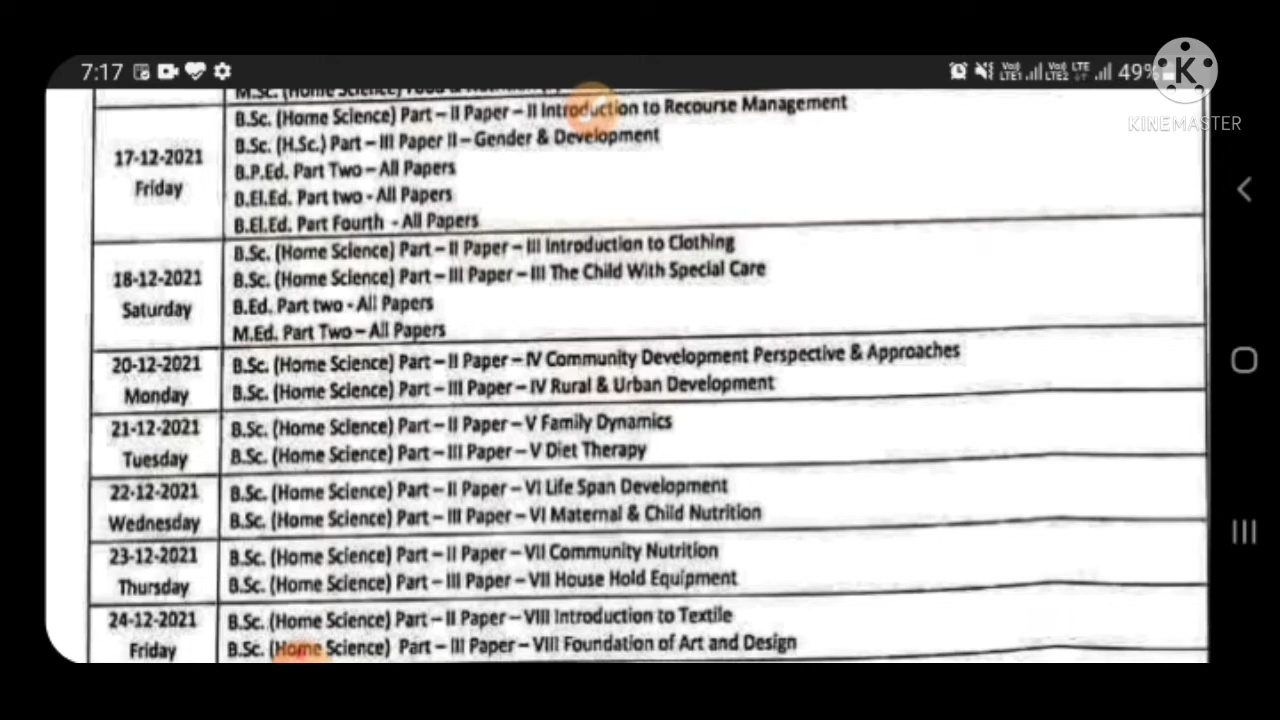 7:17
Vo) LTE1 Vo) LTE LTE2 49%
K
KINEMASTER
M.Sc. (Home Science)
17-12-2021
Friday
B.Sc. (Home Science) Part – II Paper – II Introduction to Recourse Management
B.Sc. (H.Sc.) Part – III Paper II – Gender & Development
B.P.Ed. Part Two – All Papers
B.El.Ed. Part two - All Papers
B.El.Ed. Part Fourth - All Papers
18-12-2021
Saturday
B.Sc. (Home Science) Part – II Paper – III Introduction to Clothing
B.Sc. (Home Science) Part – III Paper – III The Child With Special Care
B.Ed. Part two - All Papers
M.Ed. Part Two – All Papers
20-12-2021
Monday
B.Sc. (Home Science) Part – II Paper – IV Community Development Perspective & Approaches
B.Sc. (Home Science) Part – III Paper – IV Rural & Urban Development
21-12-2021
Tuesday
B.Sc. (Home Science) Part – II Paper – V Family Dynamics
B.Sc. (Home Science) Part – III Paper – V Diet Therapy
22-12-2021
Wednesday
B.Sc. (Home Science) Part – II Paper – VI Life Span Development
B.Sc. (Home Science) Part – III Paper – VI Maternal & Child Nutrition
23-12-2021
Thursday
B.Sc. (Home Science) Part – II Paper – VII Community Nutrition
B.Sc. (Home Science) Part – III Paper – VII House Hold Equipment
24-12-2021
Friday
B.Sc. (Home Science) Part – II Paper – VIII Introduction to Textile
B.Sc. (Home Science) Part – III Paper – VIII Foundation of Art and Design